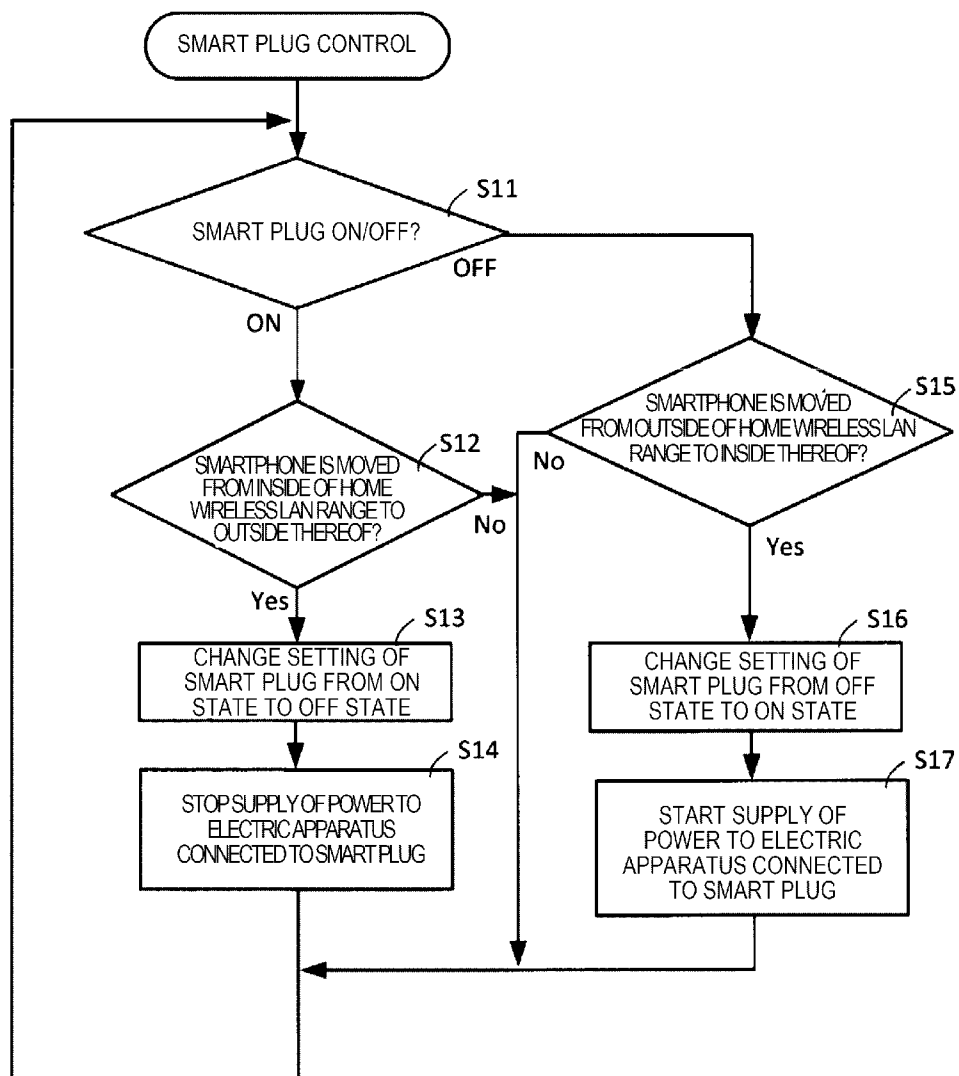 SMART PLUG CONTROL
S11
SMART PLUG ON/OFF?
OFF
ON
S15
SMARTPHONE IS MOVED
FROM OUTSIDE OF HOME WIRELESS LAN
RANGE TO INSIDE THEREOF?
No
Yes
S12
SMARTPHONE IS MOVED
FROM INSIDE OF HOME
WIRELESS LAN RANGE TO
OUTSIDE THEREOF?
No
Yes
S13
CHANGE SETTING OF
SMART PLUG FROM ON
STATE TO OFF STATE
S16
CHANGE SETTING OF
SMART PLUG FROM OFF
STATE TO ON STATE
S14
STOP SUPPLY OF POWER TO
ELECTRIC APPARATUS
CONNECTED TO SMART PLUG
S17
START SUPPLY OF
POWER TO ELECTRIC
APPARATUS CONNECTED
TO SMART PLUG